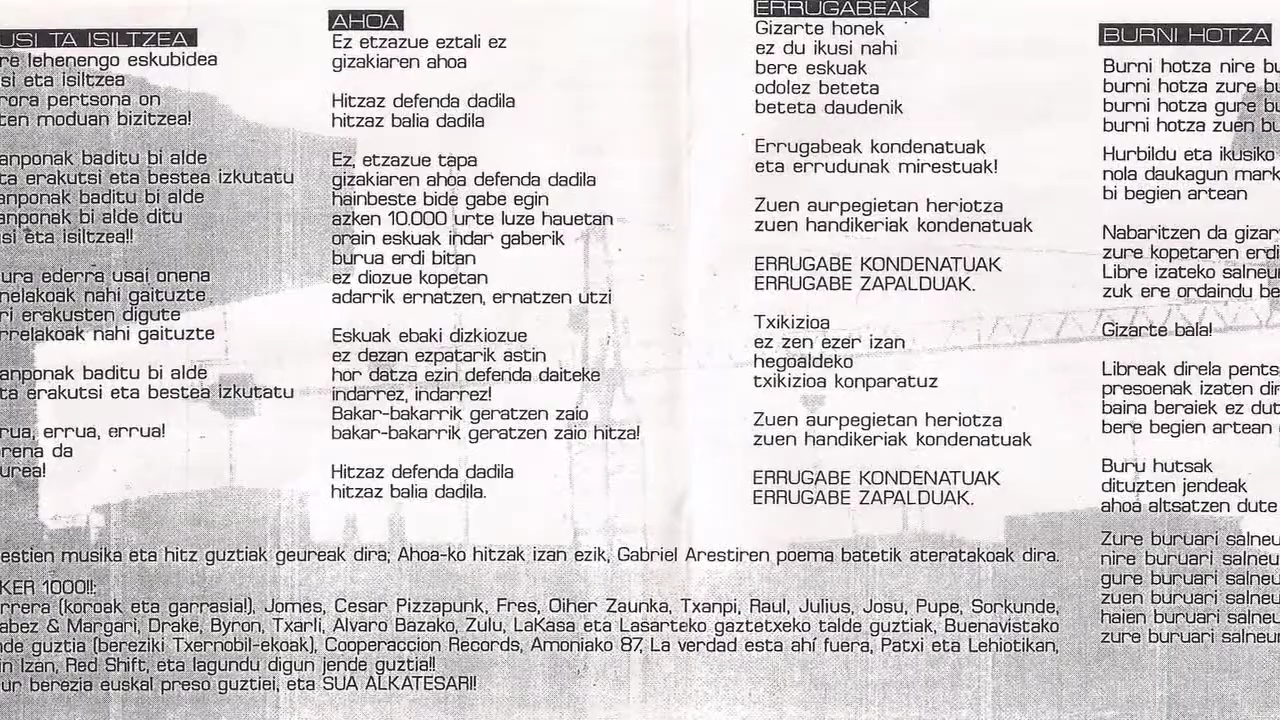 USI TA ISILTZEA
re lehenengo eskubidea
si eta isiltzea
rora pertsona on
ten moduan bizitzea!
anponak baditu bi alde
ta erakutsi eta bestea izkutatu
anponak baditu bi alde
anponak bi alde ditu
si eta isiltzea!!
ura ederra usai onena
nelakoak nahi gaituzte
ri erakusten digute
rrelakoak nahi gaituzte
anponak baditu bi alde
ta erakutsi eta bestea izkutatu
rua, errua, errua!
rena da
urea!
AHOA
Ez etzazue eztali ez
gizakiaren ahoa
Hitzaz defenda dadila
hitzaz balia dadila
Ez, etzazue tapa
gizakiaren ahoa defenda dadila
hainbeste bide gabe egin
azken 10.000 urte luze hauetan
orain eskuak indar gaberik
burua erdi bitan
ez diozue kopetan
adarrik ernatzen, ernatzen utzi
Eskuak ebaki dizkiozue
ez dezan ezpatarik astin
hor datza ezin defenda daiteke
indarrez, indarrez!
Bakar-bakarrik geratzen zaio
bakar-bakarrik geratzen zaio hitza!
Hitzaz defenda dadila
hitzaz balia dadila.
ERRUGABEAK
Gizarte honek
ez du ikusi nahi
bere eskuak
odolez beteta
beteta daudenik
Errugabeak kondenatuak
eta errudunak mirestuak!
Zuen aurpegietan heriotza
zuen handikeriak kondenatuak
ERRUGABE KONDENATUAK
ERRUGABE ZAPALDUAK.
Txikizioa
ez zen ezer izan
hegoaldeko
txikizioa konparatuz
Zuen aurpegietan heriotza
zuen handikeriak kondenatuak
ERRUGABE KONDENATUAK
ERRUGABE ZAPALDUAK.
BURNI HOTZA
Burni hotza nire bu
burni hotza zure bu
burni hotza gure bu
burni hotza zuen bu
Hurbildu eta ikusiko
nola daukagun mark
bi begien artean
Nabaritzen da gizar
zure kopetaren erdi
Libre izateko salneu
zuk ere ordaindu be
Gizarte bala!
Libreak direla pents
presoenak izaten dir
baina beraiek ez dut
bere begien artean
Buru hutsak
dituzten jendeak
ahoa altsatzen dute
Zure buruari salneu
nire buruari salneu
gure buruari salneu
zuen buruari salneu
haien buruari salneu
zure buruari salneu
estien musika eta hitz guztiak geureak dira; Ahoa-ko hitzak izan ezik, Gabriel Arestiren poema batetik ateratakoak dira.
KER 1000!!:
rrera (koroak eta garrasia!), Jomes, Cesar Pizzapunk, Fres, Oiher Zaunka, Txanpi, Raul, Julius, Josu, Pupe, Sorkunde,
abez & Margari, Drake, Byron, Txarli, Alvaro Bazako, Zulu, LaKasa eta Lasarteko gaztetxeko talde guztiak, Buenavistako
nde guztia (bereziki Txernobil-ekoak), Cooperaccion Records, Amoniako 87, La verdad esta ahí fuera, Patxi eta Lehiotikan,
in Izan, Red Shift, eta lagundu digun jende guztia!!
ur berezia euskal preso guztiei, eta SUA ALKATESARI!!